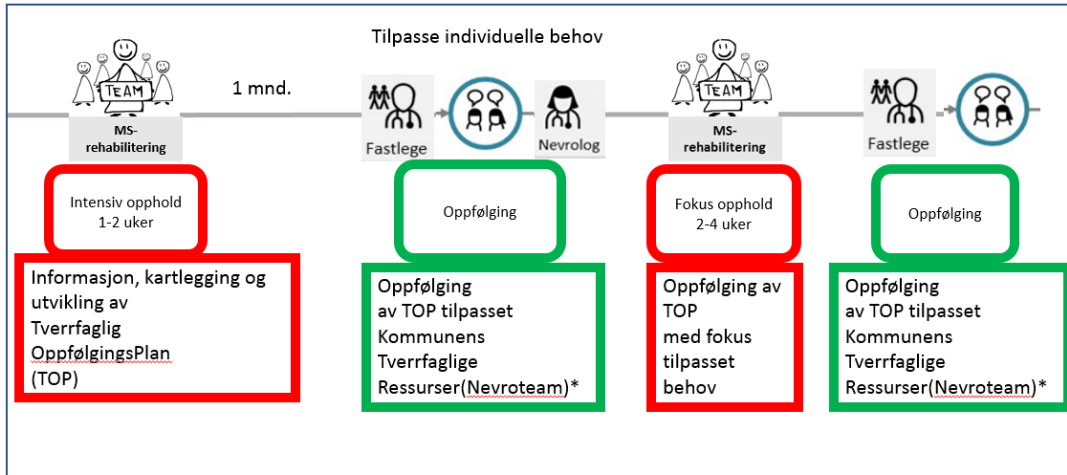 Tilpasse individuelle behov
TEAM
1 mnd.
MS-
rehabilitering
Fastlege
Nevrolog
TEAM
MS-
rehabilitering
Fastlege
Intensiv opphold
1-2 uker
Oppfølging
Fokus opphold
2-4 uker
Oppfølging
Informasjon, kartlegging og
utvikling av
Tverrfaglig
OppfølgingsPlan
(TOP)
Oppfølging
av TOP tilpasset
Kommunens
Tverrfaglige
Ressurser(Nevroteam)*
Oppfølging av
TOP
med fokus
tilpasset
behov
Oppfølging
av TOP tilpasset
Kommunens
Tverrfaglige
Ressurser(Nevroteam)*